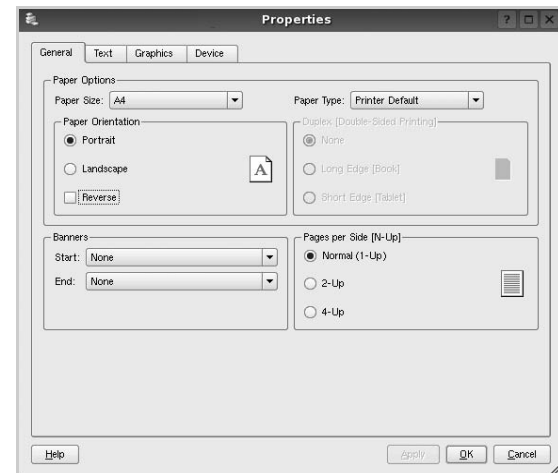 Properties
General Text Graphics Device
Paper Options
Paper Size: A4 Paper Type: Printer Default
Paper Orientation Duplex [Double-Sided Printing]
Portrait None
Landscape A Long Edge [Book]
Reverse Short Edge [Tablet]
Banners Pages per Side [N-Up]
Start: None Normal (1-Up)
End: None 2-Up
4-Up
Help Apply OK Cancel